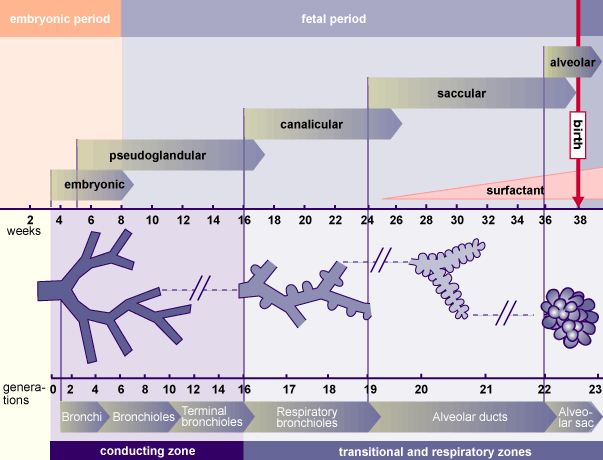 embryonic period fetal period
alveolar
saccular
canalicular
birth
pseudoglandular
embryonic
surfactant
2 4 6 8 10 12 14 16 18 20 22 24 26 28 30 32 34 36 38
weeks
genera-
tions
0 2 4 6 8 10 12 14 16 17 18 19 20 21 22 23
Bronchi Bronchioles
Terminal
bronchioles
Respiratory
bronchioles
Alveolar ducts
Alveo-
lar sac
conducting zone transitional and respiratory zones